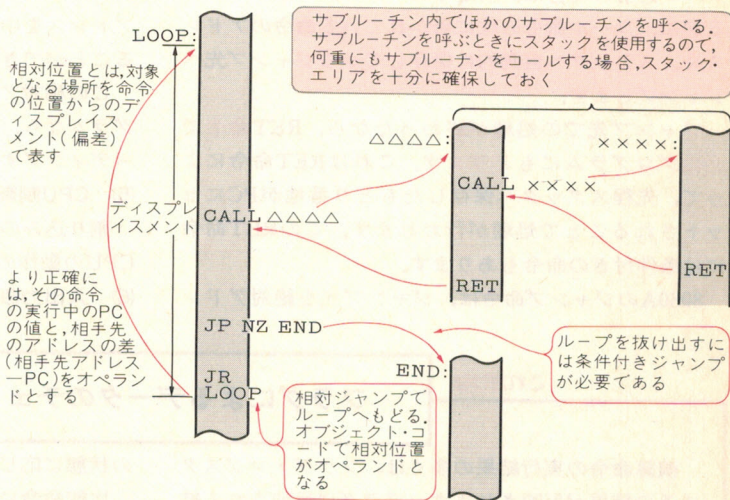 サブルーチン内でほかのサブルーチンを呼べる.
サブルーチンを呼ぶときにスタックを使用するので,
何重にもサブルーチンをコールする場合,スタック・
エリアを十分に確保しておく
LOOP:
相対位置とは,対象
となる場所を命令
の位置からのディ
スプレイス
メント(偏差)
で表す
ディスプレ
イスメント
より正確に
は,その命令
の実行中のPC
の値と,相手先
のアドレスの差
(相手先アドレス
―PC)をオペラン
ドとする
CALL △△△△
JP NZ END
JR
LOOP
△△△△:
CALL ××××
RET
××××:
RET
END:
ループを抜け出すに
は条件付きジャンプ
が必要である
相対ジャンプで
ループへもどる.
オブジェクト・コ
ードで相対位置
がオペランドと
なる